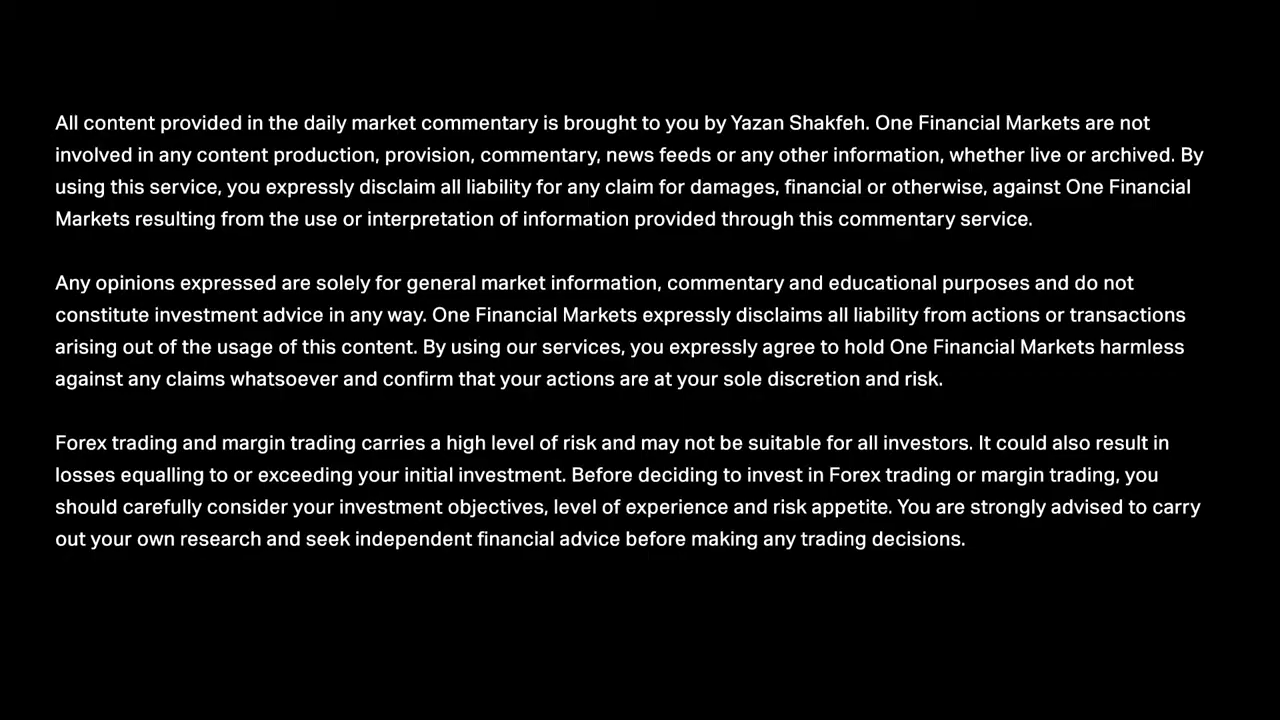 All content provided in the daily market commentary is brought to you by Yazan Shakfeh. One Financial Markets are not
involved in any content production, provision, commentary, news feeds or any other information, whether live or archived. By
using this service, you expressly disclaim all liability for any claim for damages, financial or otherwise, against One Financial
Markets resulting from the use or interpretation of information provided through this commentary service.
Any opinions expressed are solely for general market information, commentary and educational purposes and do not
constitute investment advice in any way. One Financial Markets expressly disclaims all liability from actions or transactions
arising out of the usage of this content. By using our services, you expressly agree to hold One Financial Markets harmless
against any claims whatsoever and confirm that your actions are at your sole discretion and risk.
Forex trading and margin trading carries a high level of risk and may not be suitable for all investors. It could also result in
losses equalling to or exceeding your initial investment. Before deciding to invest in Forex trading or margin trading, you
should carefully consider your investment objectives, level of experience and risk appetite. You are strongly advised to carry
out your own research and seek independent financial advice before making any trading decisions.